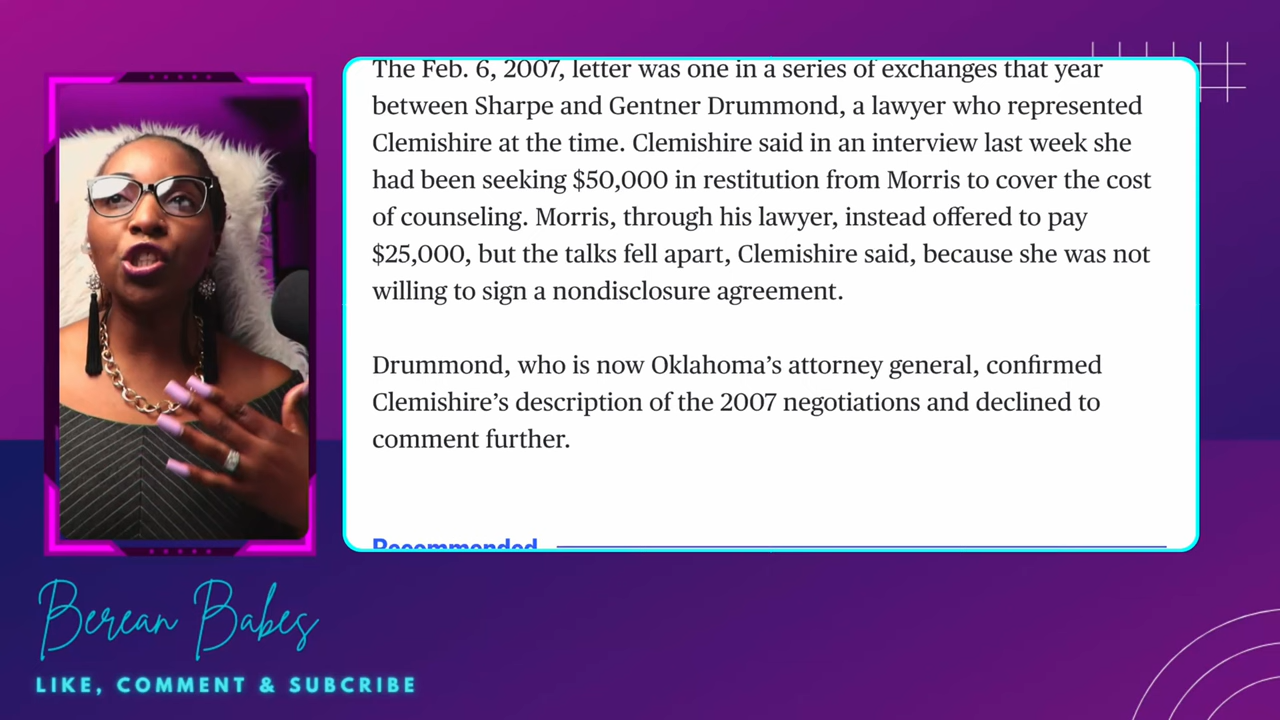 The Feb. 6, 2007, letter was one in a series of exchanges that year
between Sharpe and Gentner Drummond, a lawyer who represented
Clemishire at the time. Clemishire said in an interview last week she
had been seeking $50,000 in restitution from Morris to cover the cost
of counseling. Morris, through his lawyer, instead offered to pay
$25,000, but the talks fell apart, Clemishire said, because she was not
willing to sign a nondisclosure agreement.
Drummond, who is now Oklahoma’s attorney general, confirmed
Clemishire’s description of the 2007 negotiations and declined to
comment further.
Recommended
Berean Babes
LIKE, COMMENT & SUBCRIBE